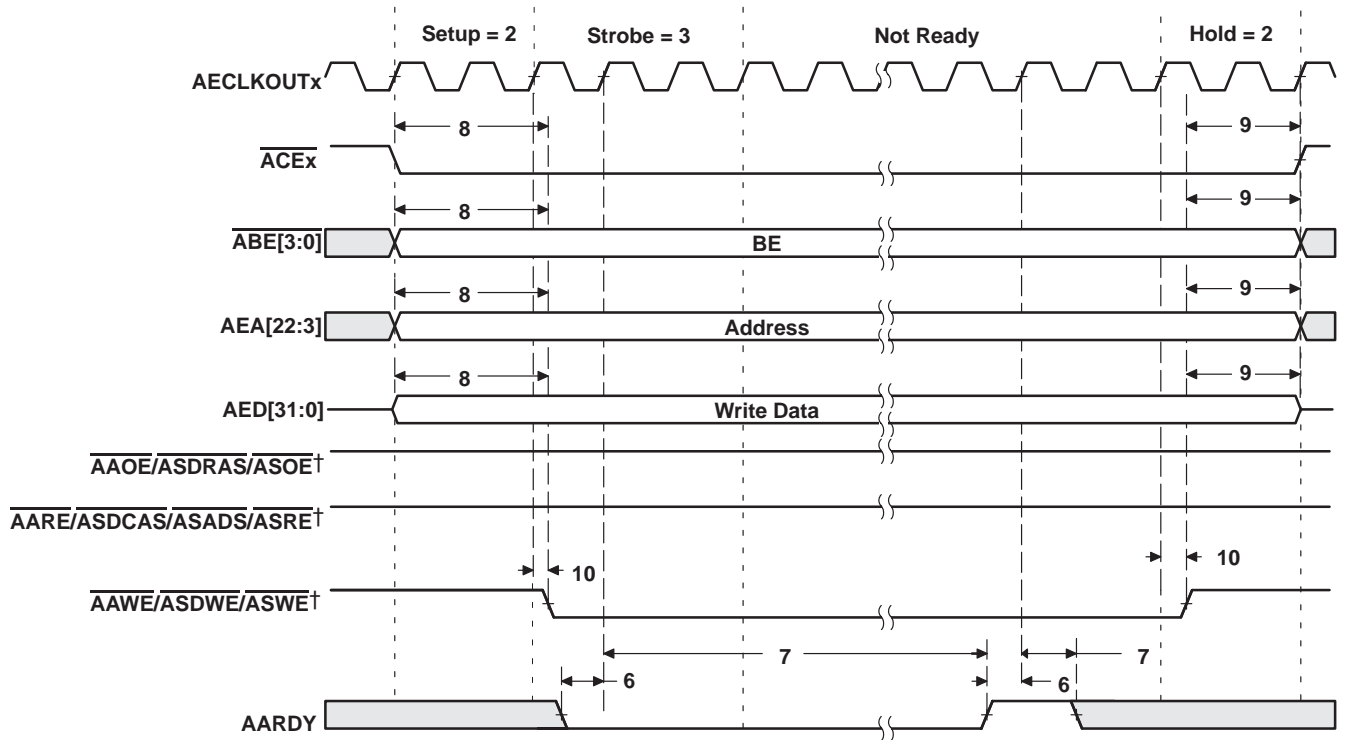 Setup = 2 Strobe = 3 Not Ready Hold = 2
AECLKOUTx
8 9
ACEx
8 9
ABE[3:0] BE
8 9
AEA[22:3] Address
8 9
AED[31:0] Write Data
AAOE/ASDRAS/ASOE†
AARE/ASDCAS/ASADS/ASRE†
10 10
AAWE/ASDWE/ASWE†
7 7
6 6
AARDY